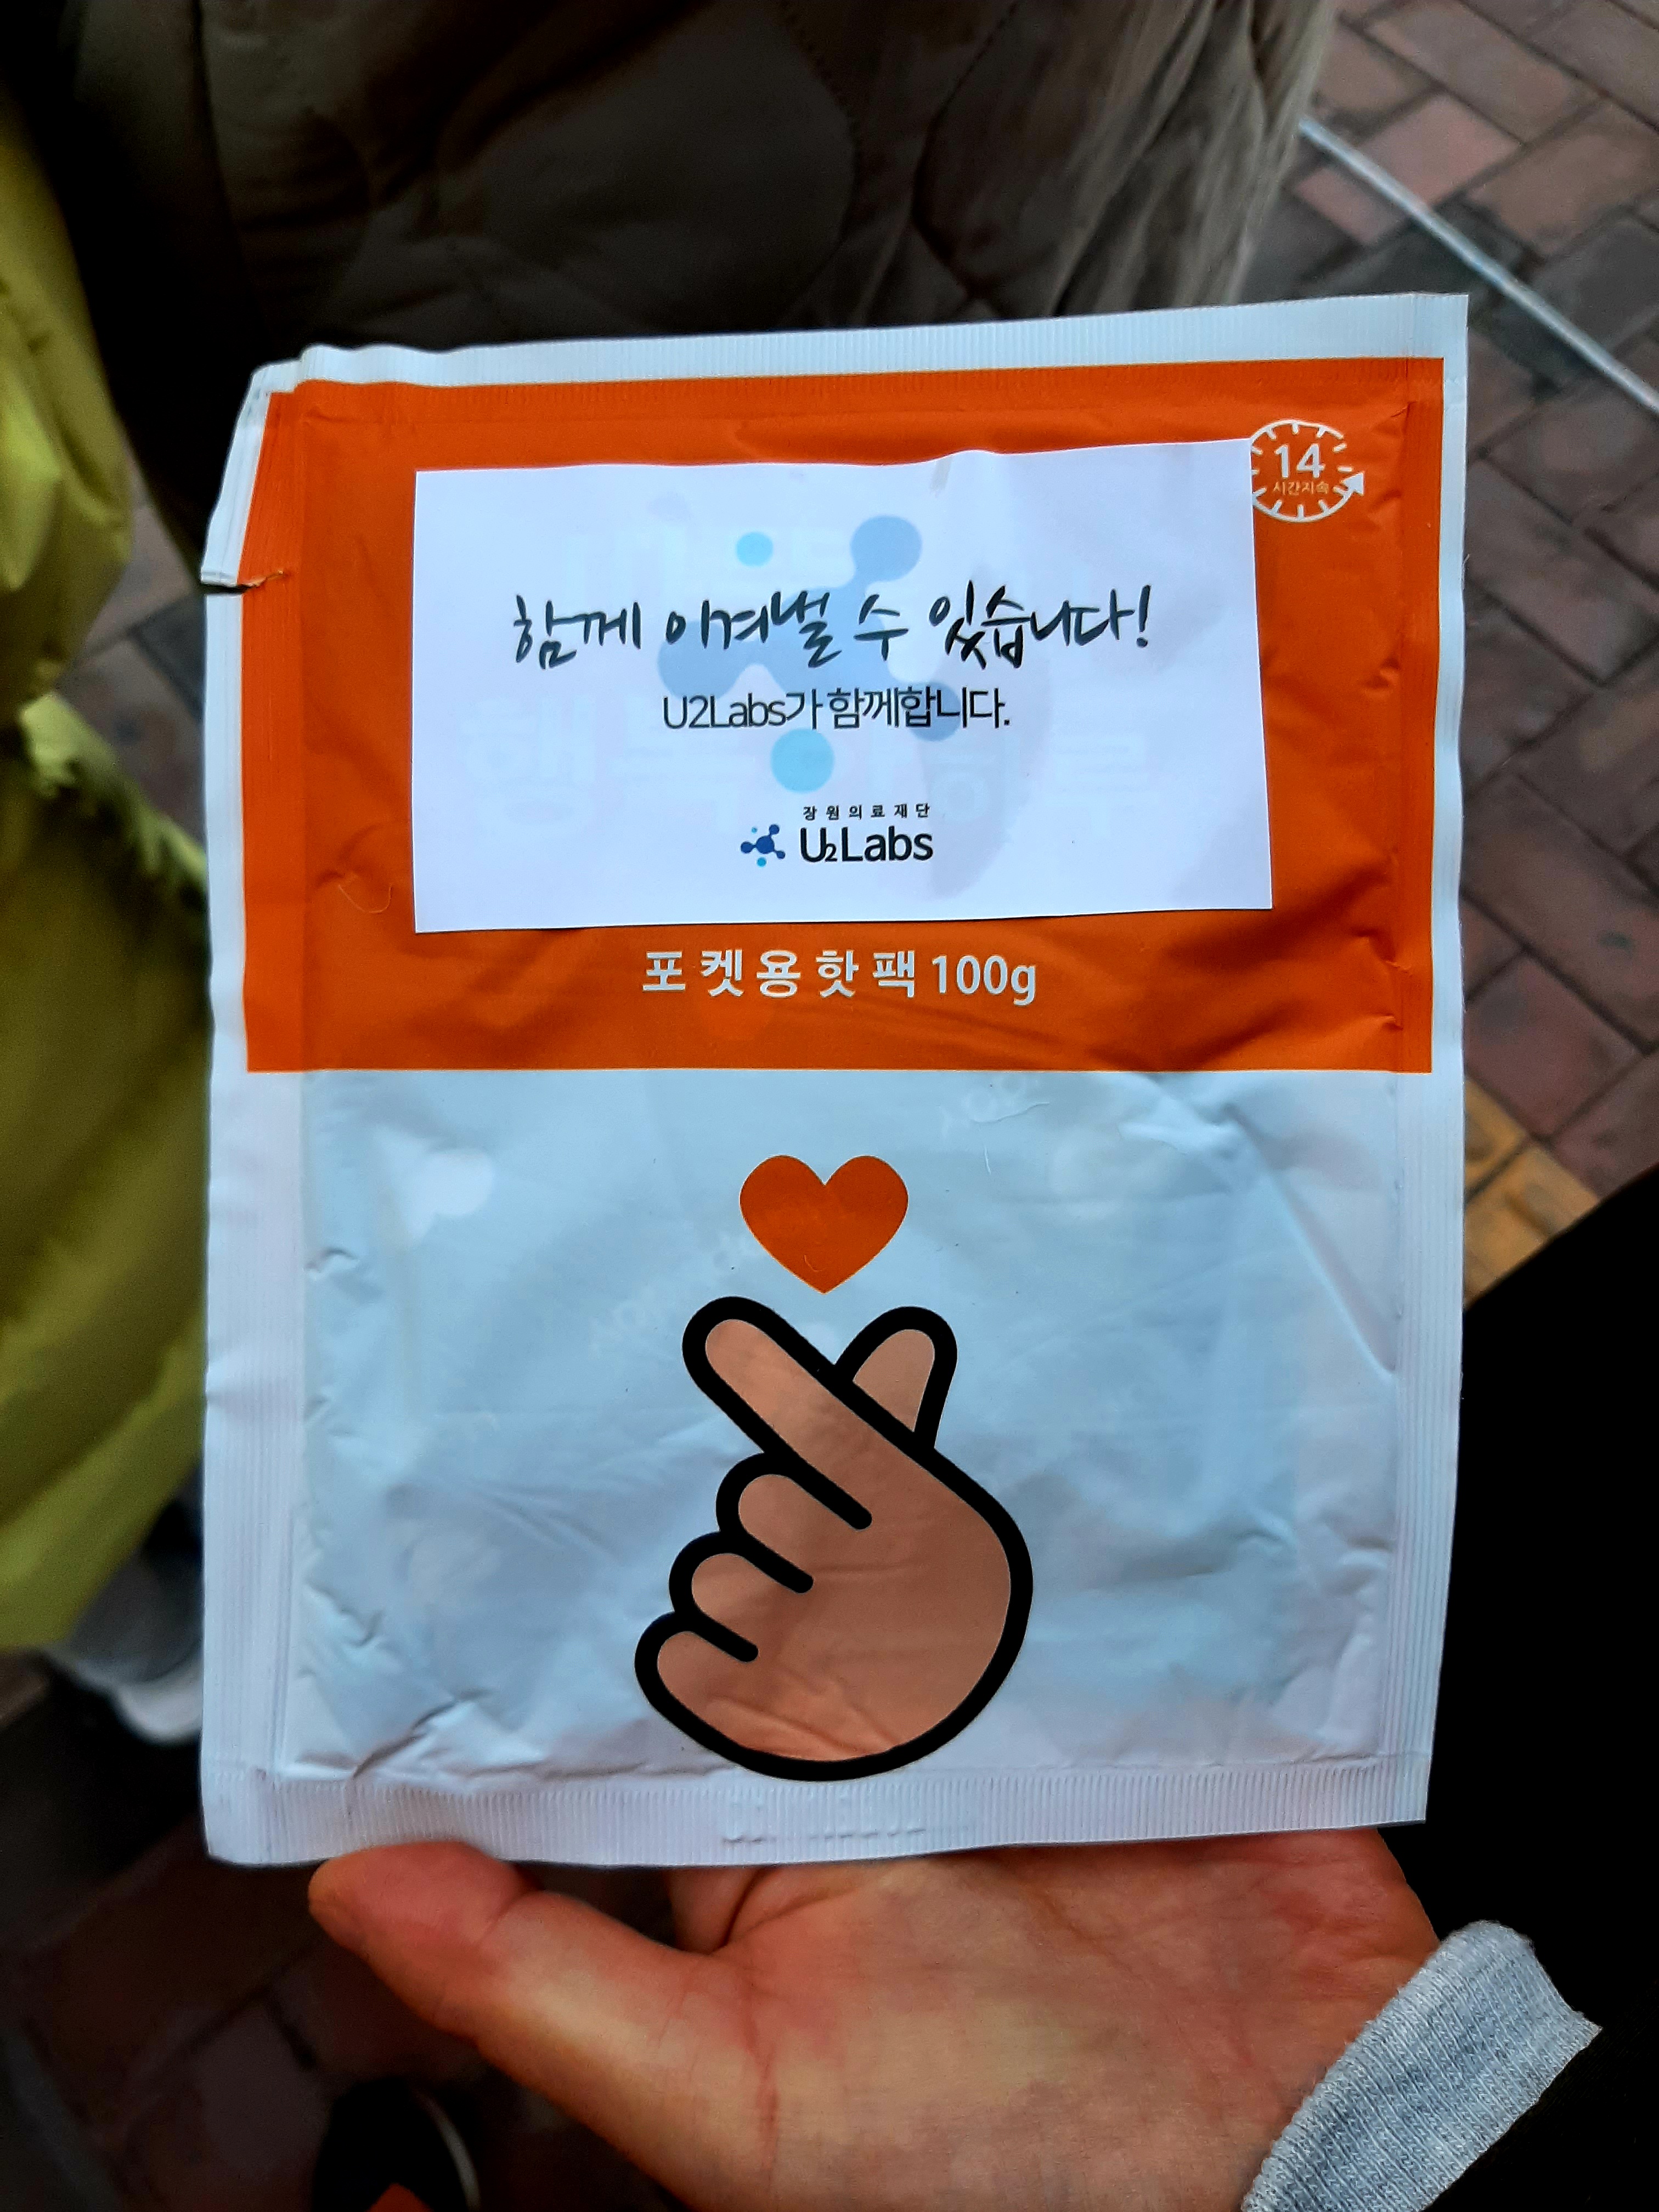 14
시간지속
함께 이겨낼 수 있습니다!
U2Labs가 함께합니다.
장원의료재단
U2Labs
포켓용핫팩 100g